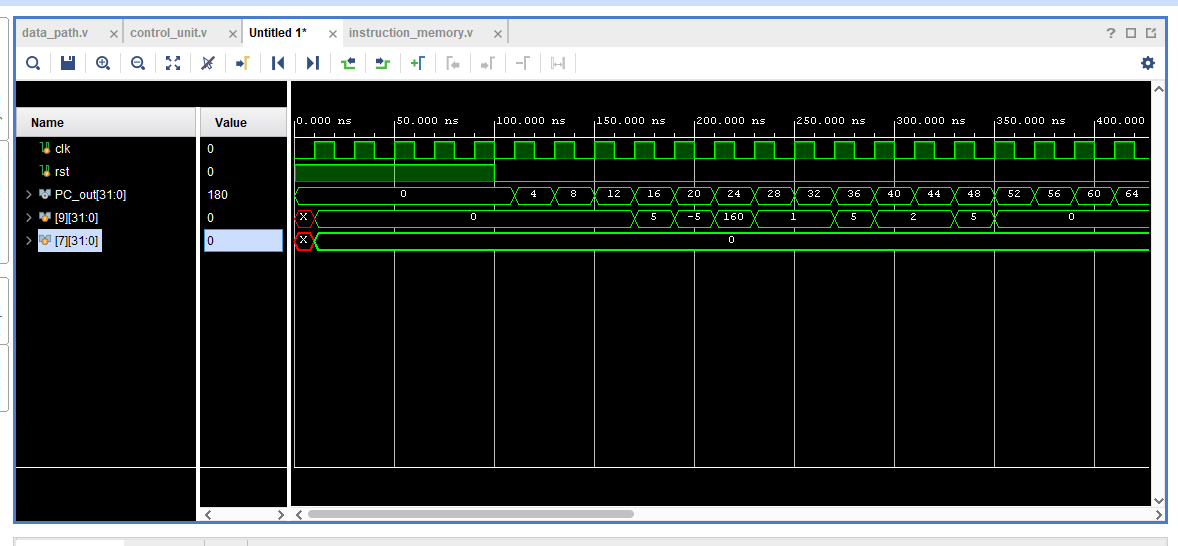 data_path.v × control_unit.v × Untitled 1* × instruction_memory.v ×
?
Name Value
0.000 ns 50.000 ns 100.000 ns 150.000 ns 200.000 ns 250.000 ns 300.000 ns 350.000 ns 400.000
clk 0
rst 0
PC_out[31:0] 180 0 4 8 12 16 20 24 28 32 36 40 44 48 52 56 60 64
[9][31:0] 0 X 0 5 -5 160 1 5 2 5 0
[7][31:0] 0 X 0